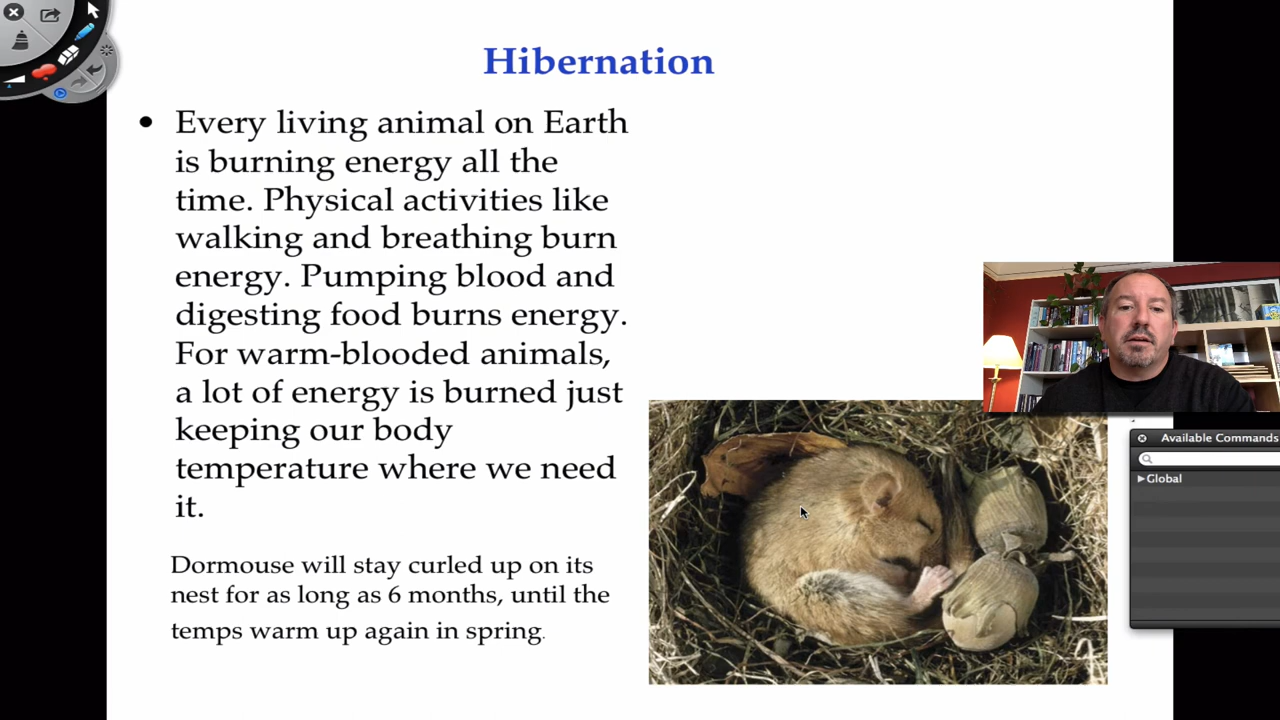 Hibernation
• Every living animal on Earth
is burning energy all the
time. Physical activities like
walking and breathing burn
energy. Pumping blood and
digesting food burns energy.
For warm-blooded animals,
a lot of energy is burned just
keeping our body
temperature where we need
it.
Dormouse will stay curled up on its
nest for as long as 6 months, until the
temps warm up again in spring.
Available Commands
Global